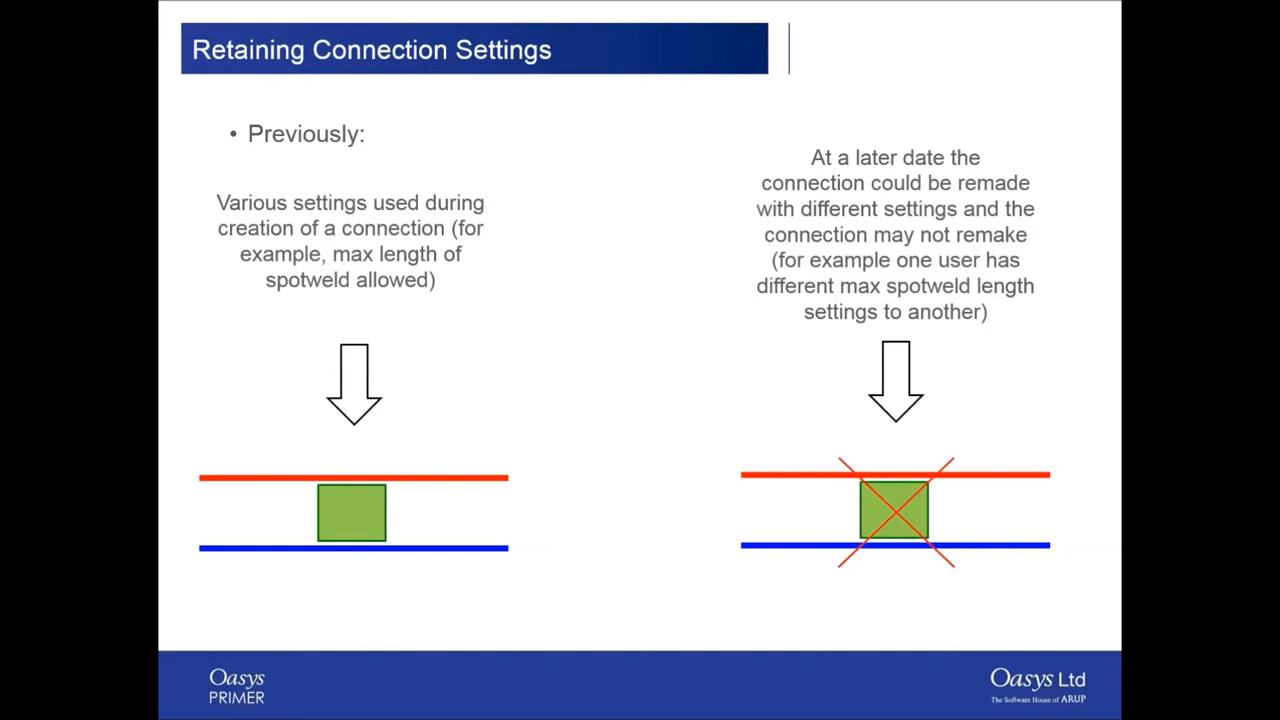 Retaining Connection Settings
• Previously:
Various settings used during
creation of a connection (for
example, max length of
spotweld allowed)
At a later date the
connection could be remade
with different settings and the
connection may not remake
(for example one user has
different max spotweld length
settings to another)
Oasys
PRIMER
Oasys Ltd
The Software House of ARUP